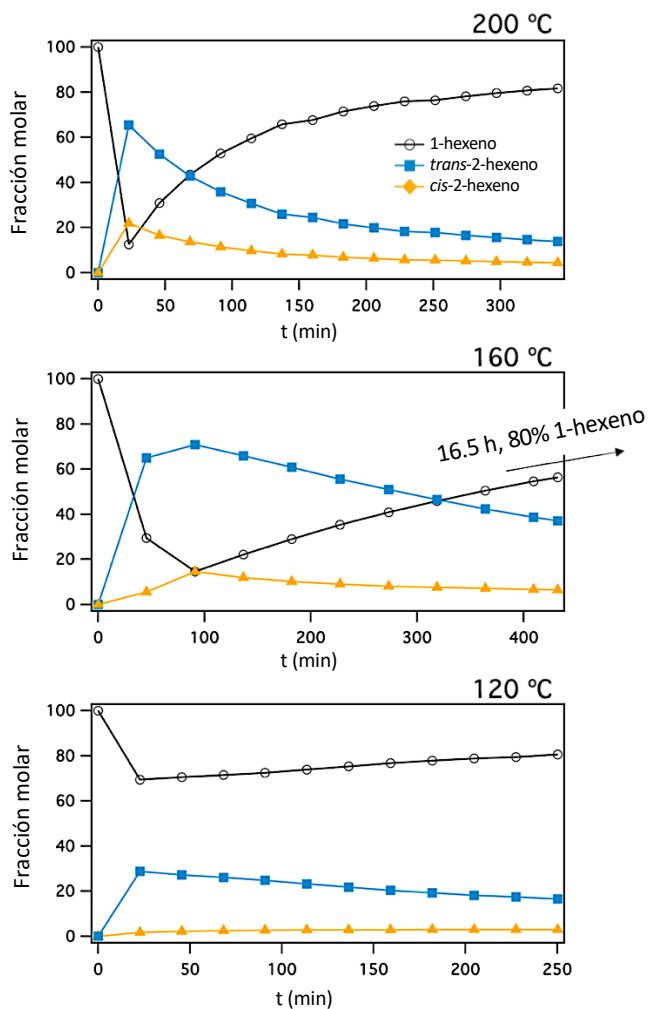 200 ºC
100
80
60
40
20
0
Fracción molar
1-hexeno
trans-2-hexeno
cis-2-hexeno
0 50 100 150 200 250 300
t (min)
160 ºC
100
80
60
40
20
0
Fracción molar
16.5 h, 80% 1-hexeno
0 100 200 300 400
t (min)
120 ºC
100
80
60
40
20
0
Fracción molar
0 50 100 150 200 250
t (min)